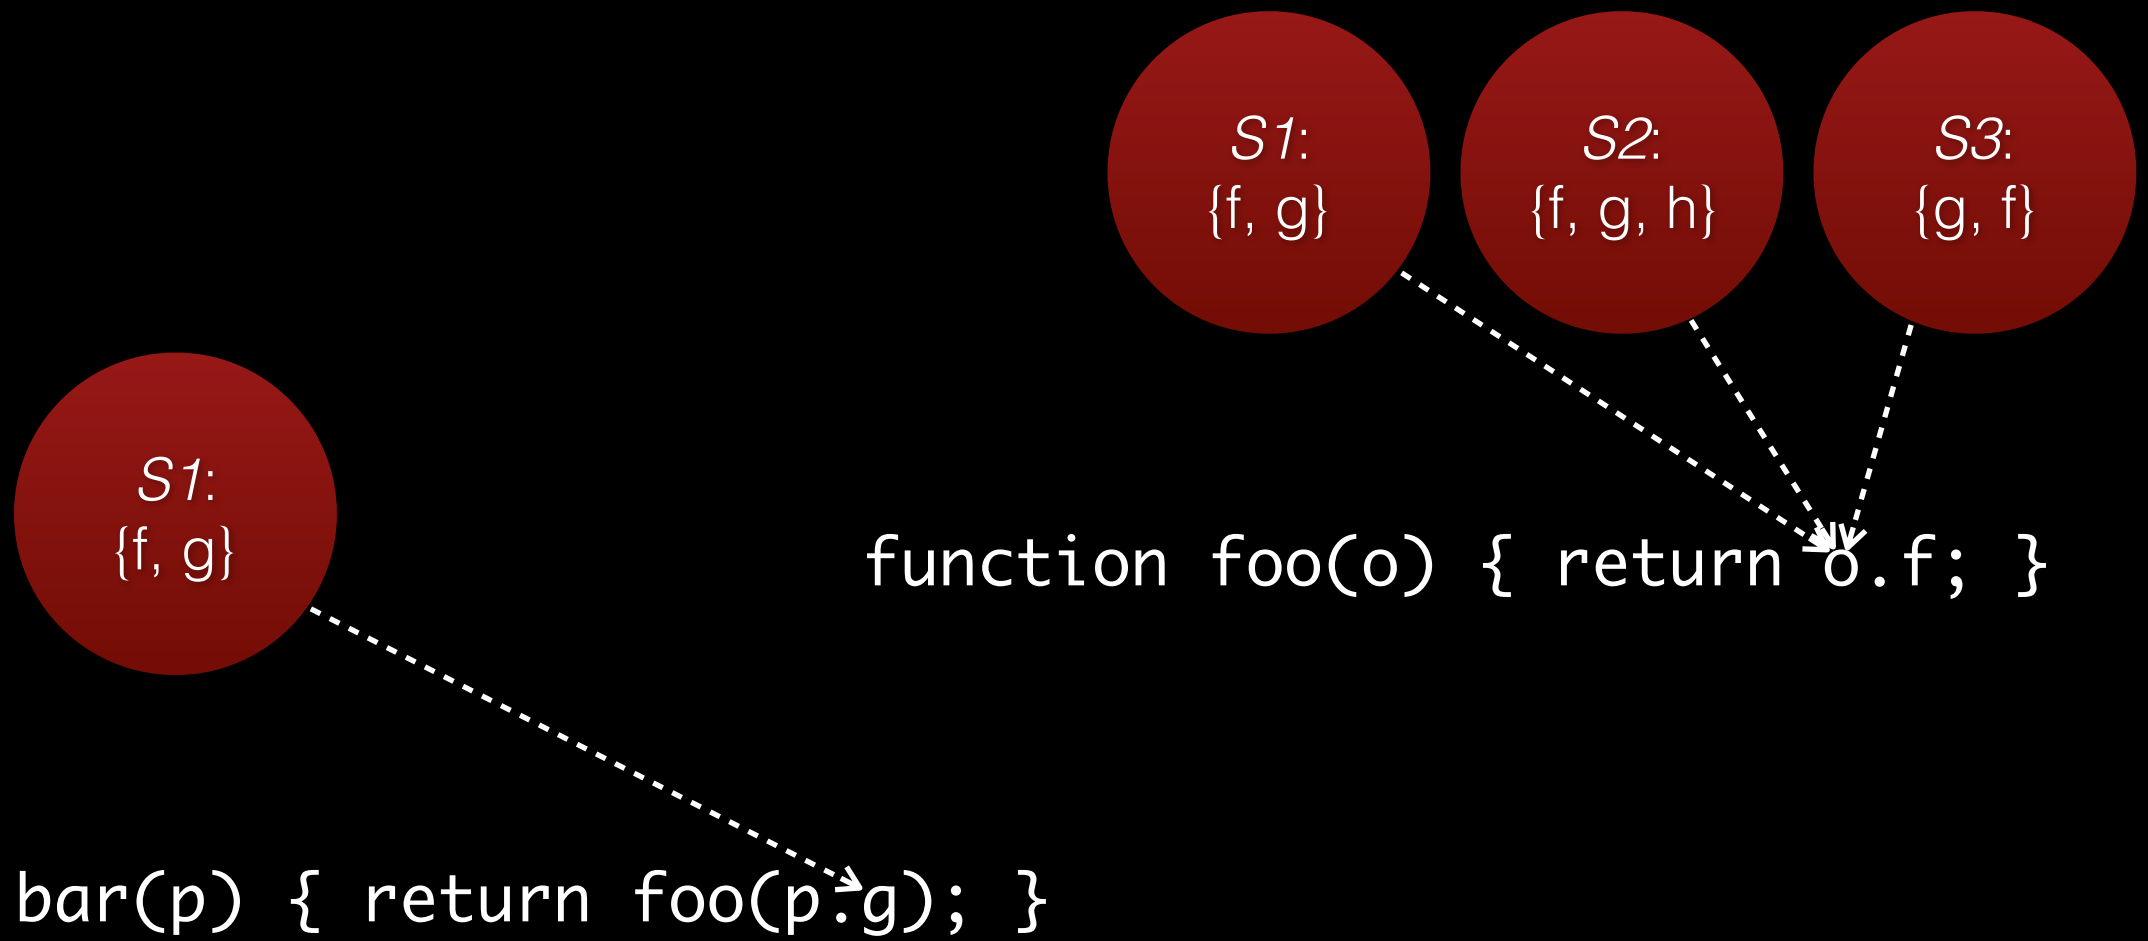 S1:
{f, g}
S2:
{f, g, h}
S3:
{g, f}
S1:
{f, g}
function foo(o) { return o.f; }
bar(p) { return foo(p.g); }